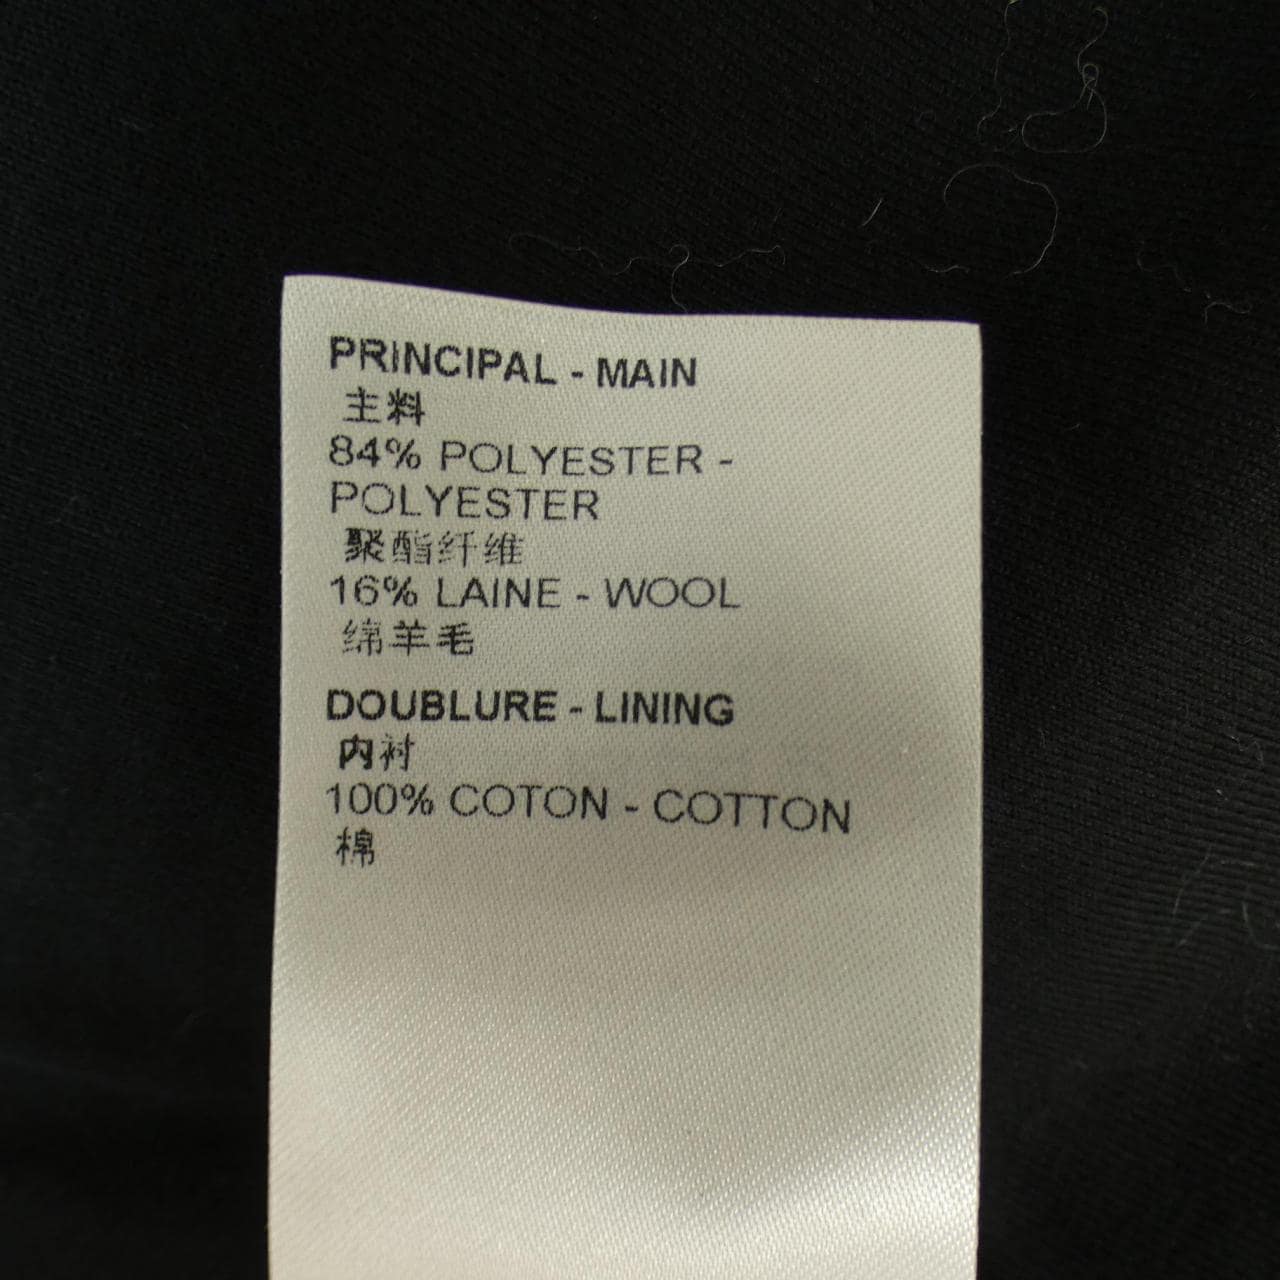 PRINCIPAL - MAIN
主料
84% POLYESTER -
POLYESTER
聚酯纤维
16% LAINE - WOOL
绵羊毛
DOUBLURE - LINING
内衬
100% COTON - COTTON
棉